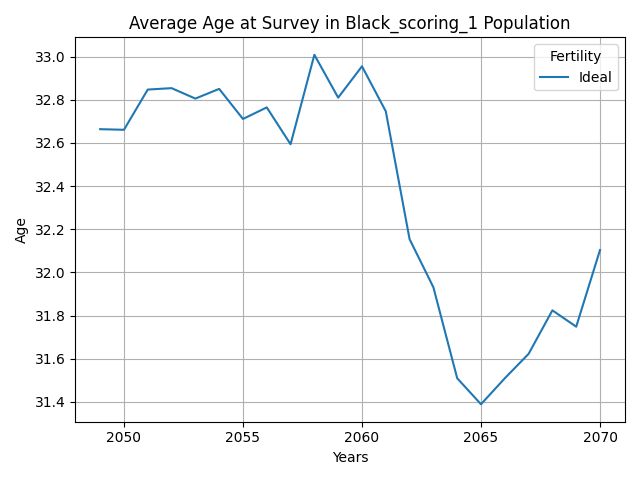 Average Age at Survey in Black_scoring_1 Population
Fertility
Ideal
33.0
32.8
32.6
32.4
32.2
32.0
31.8
31.6
31.4
Age
2050 2055 2060 2065 2070
Years